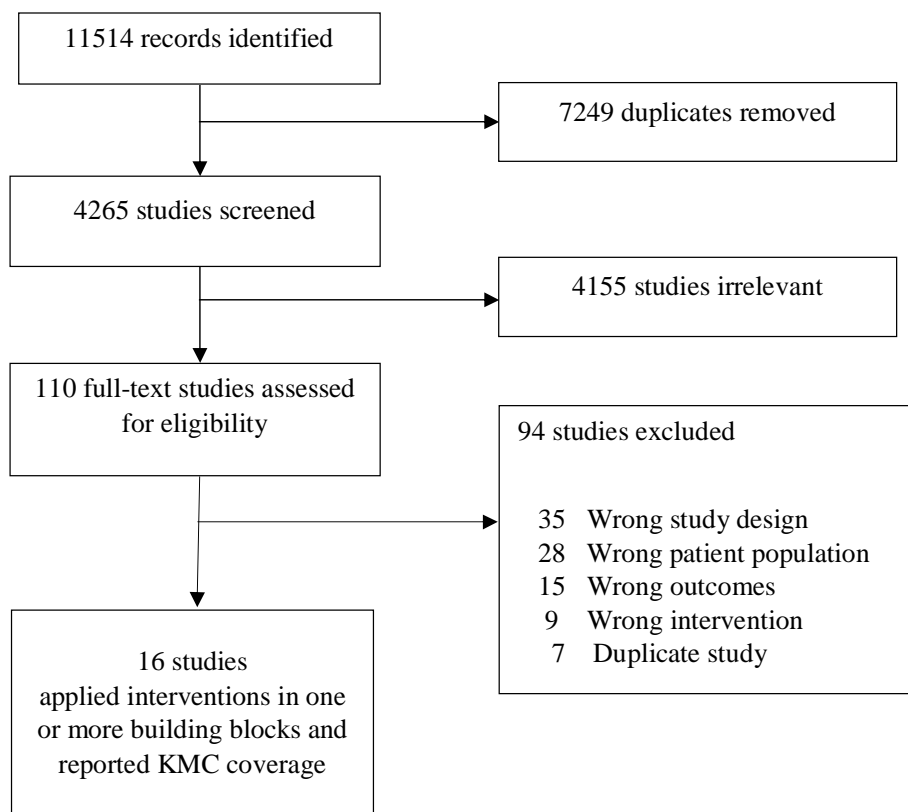 11514 records identified
7249 duplicates removed
4265 studies screened
4155 studies irrelevant
110 full-text studies assessed
for eligibility
94 studies excluded
35 Wrong study design
28 Wrong patient population
15 Wrong outcomes
9 Wrong intervention
7 Duplicate study
16 studies
applied interventions in one
or more building blocks and
reported KMC coverage